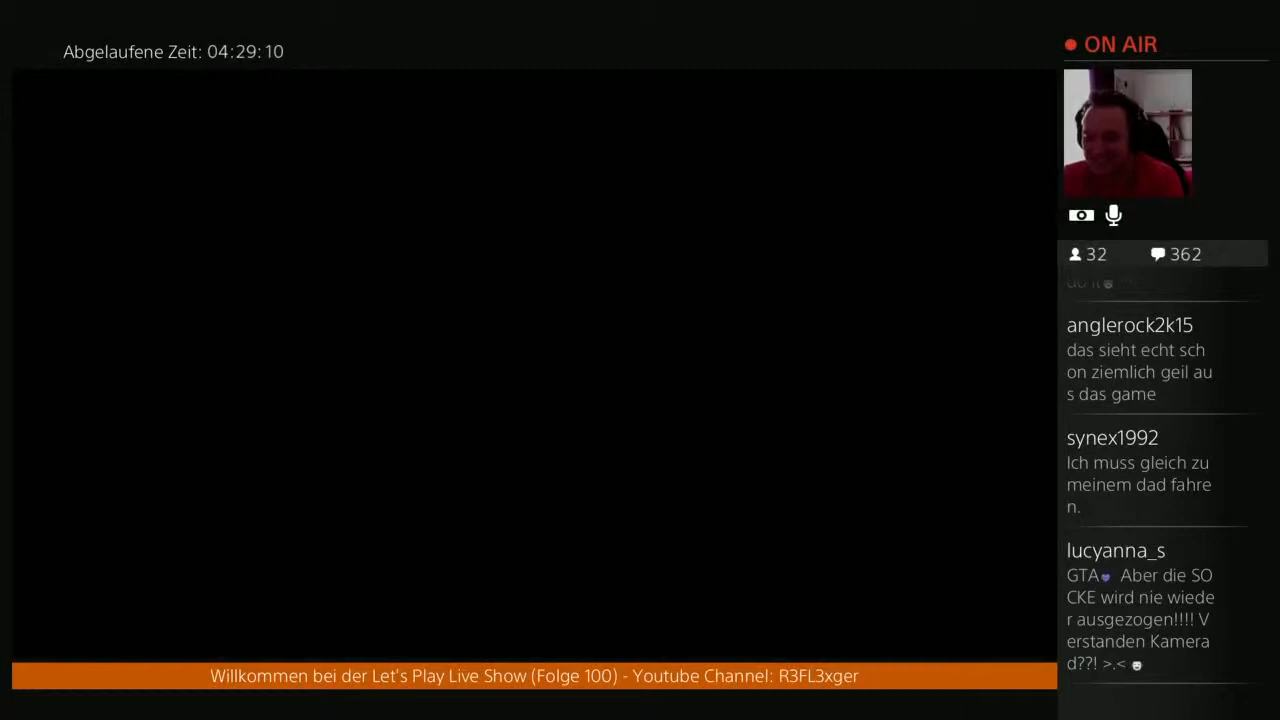 Abgelaufene Zeit: 04:29:10
ON AIR
32 362
anglerock2k15
das sieht echt sch
on ziemlich geil au
s das game
synex1992
Ich muss gleich zu
meinem dad fahre
n.
lucyanna_s
GTA💜 Aber die SO
CKE wird nie wiede
r ausgezogen!!!! V
erstanden Kamera
d??! >.<
Willkommen bei der Let's Play Live Show (Folge 100) - Youtube Channel: R3FL3xger